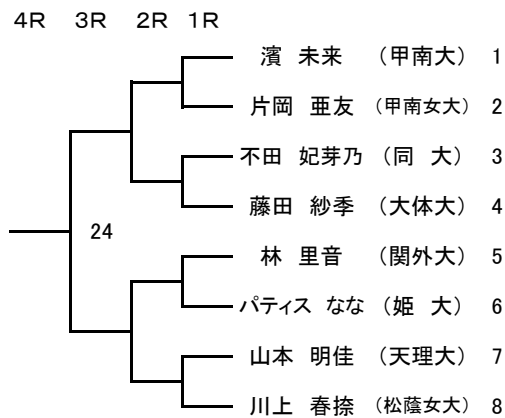 4R 3R 2R 1R
濱 未来 （甲南大） 1
片岡 亜友 （甲南女大） 2
不田 妃芽乃 （同 大） 3
藤田 紗季 （大体大） 4
24
林 里音 （関外大） 5
パティス なな （姫 大） 6
山本 明佳 （天理大） 7
川上 春捺 （松蔭女大） 8